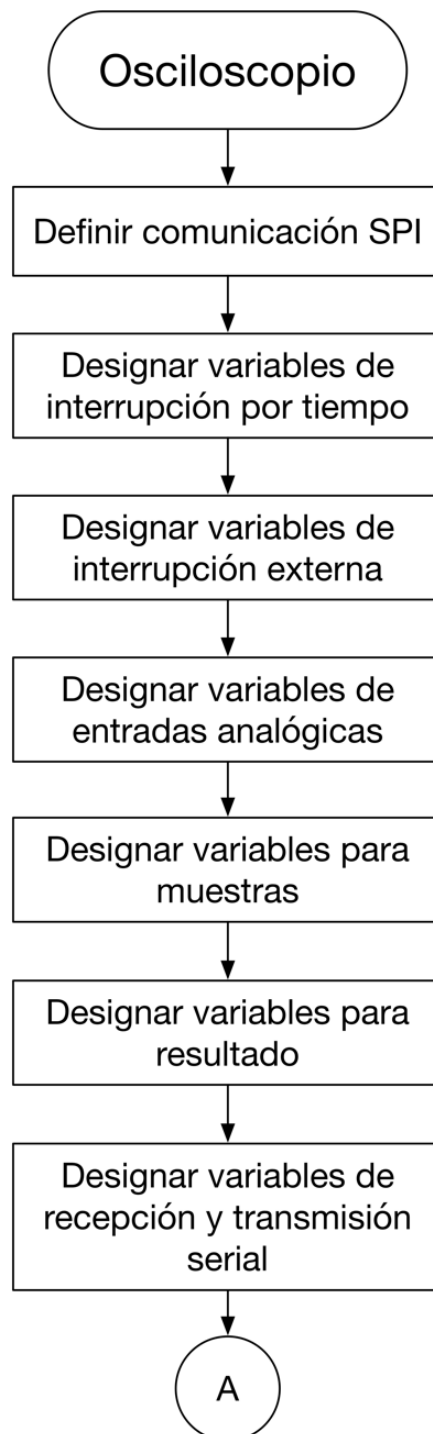 Osciloscopio
Definir comunicación SPI
Designar variables de
interrupción por tiempo
Designar variables de
interrupción externa
Designar variables de
entradas analógicas
Designar variables para
muestras
Designar variables para
resultado
Designar variables de
recepción y transmisión
serial
A